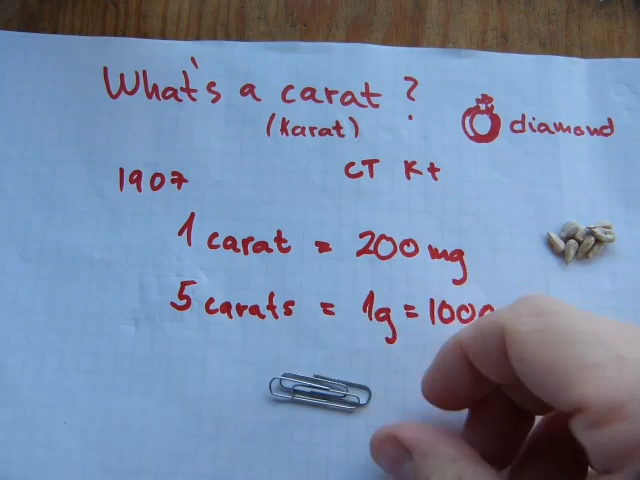 What's a carat ?
(karat)
diamond
CT Kt
1907
1 carat = 200 mg
5 carats = 1g = 1000